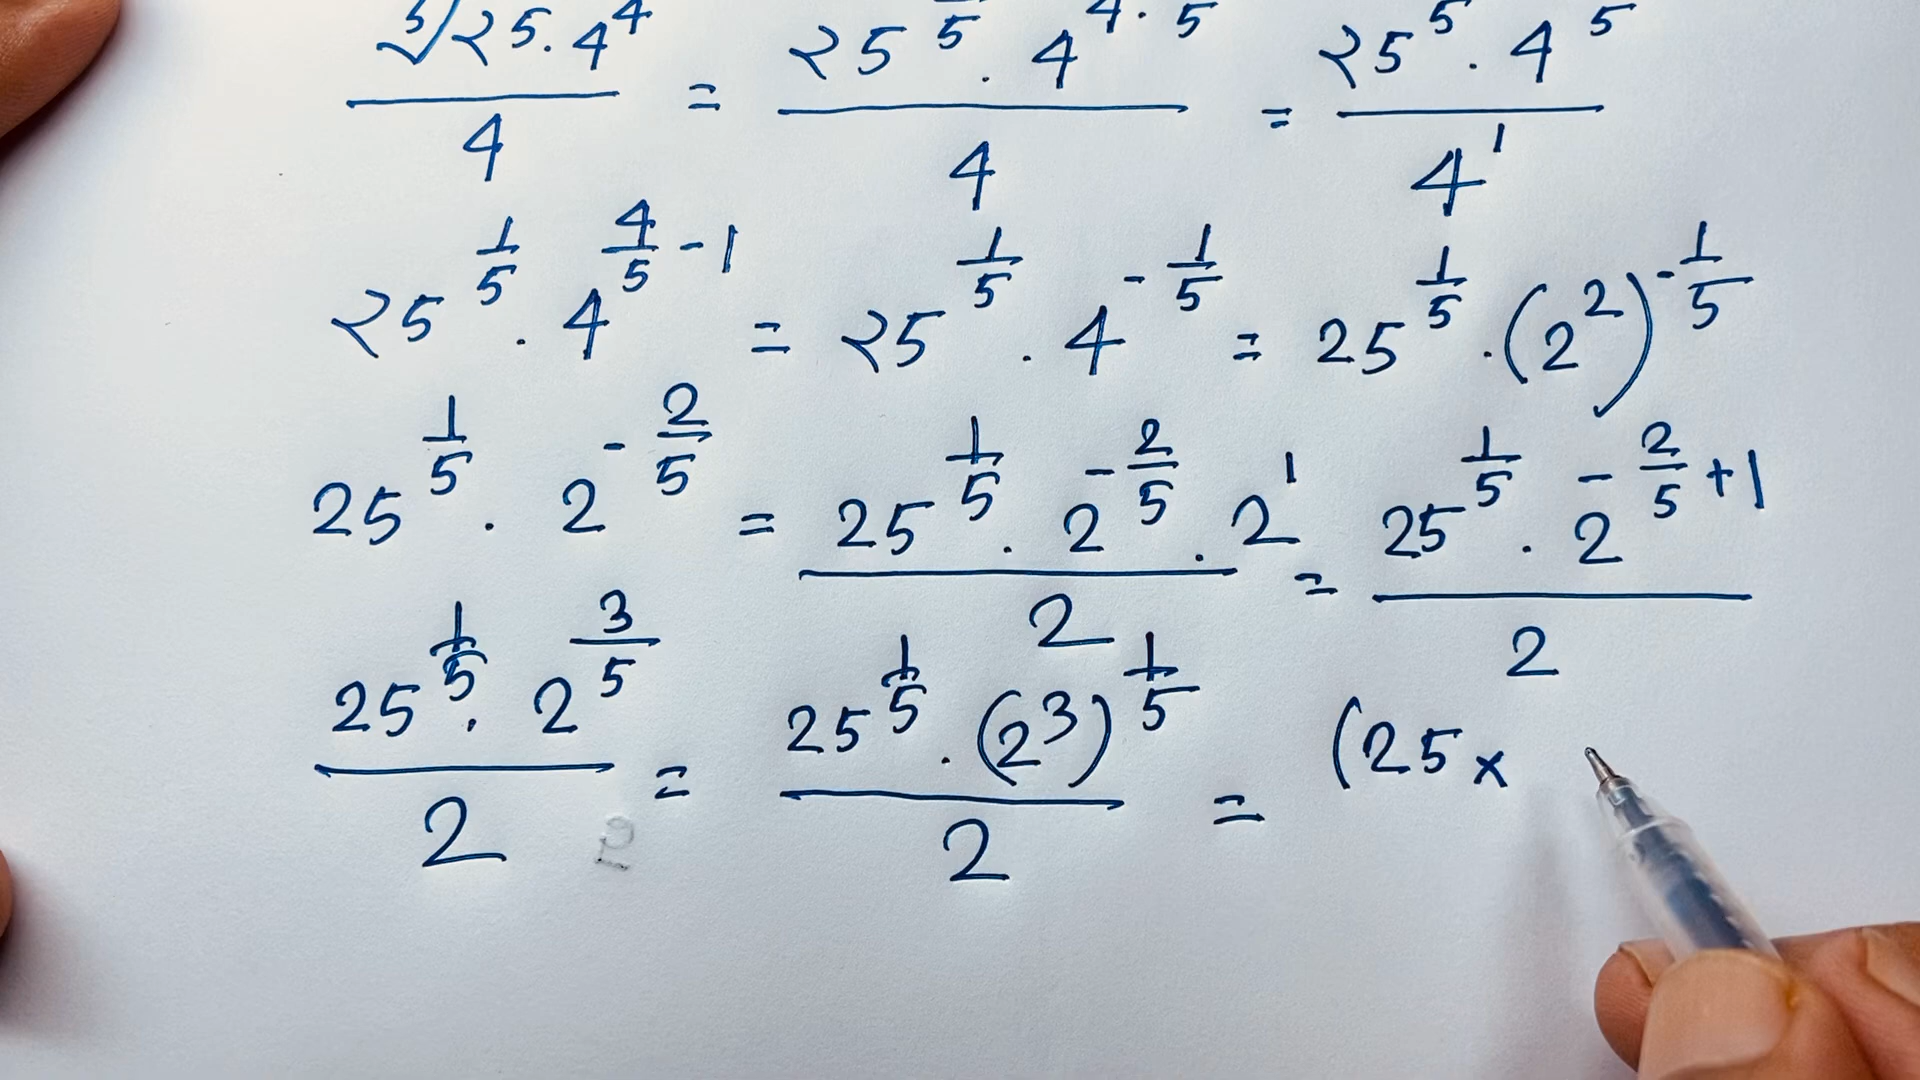 ⁵√25.4⁴ / 4 = 25^(1/5) . 4^(4.1/5) / 4 = 25^(1/5) . 4^(4/5) / 4¹
25^(1/5) . 4^(4/5 - 1) = 25^(1/5) . 4^(-1/5) = 25^(1/5) . (2²)^(-1/5)
25^(1/5) . 2^(-2/5) = 25^(1/5) . 2^(-2/5) . 2¹ / 2 = 25^(1/5) . 2^(-2/5 + 1) / 2
25^(1/5) . 2^(3/5) / 2 = 25^(1/5) . (2³)^(1/5) / 2 = (25 ×